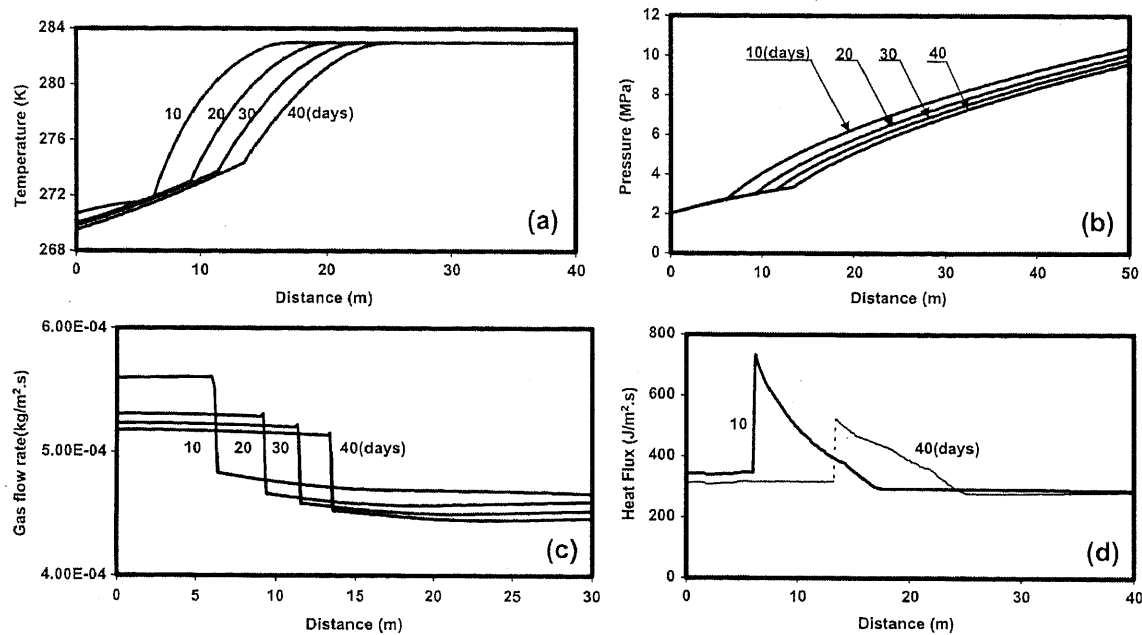 284
280
276
272
268
Temperature (K)
10
20
30
40(days)
(a)
0
10
20
30
40
Distance (m)
12
10
8
6
4
2
0
Pressure (MPa)
10(days)
20
30
40
(b)
0
10
20
30
40
50
Distance (m)
6.00E-04
5.00E-04
4.00E-04
Gas flow rate(kg/m².s)
10
20
30
40(days)
(c)
0
5
10
15
20
25
30
Distance (m)
800
600
400
200
0
Heat Flux (J/m².s)
10
40(days)
(d)
0
10
20
30
40
Distance (m)